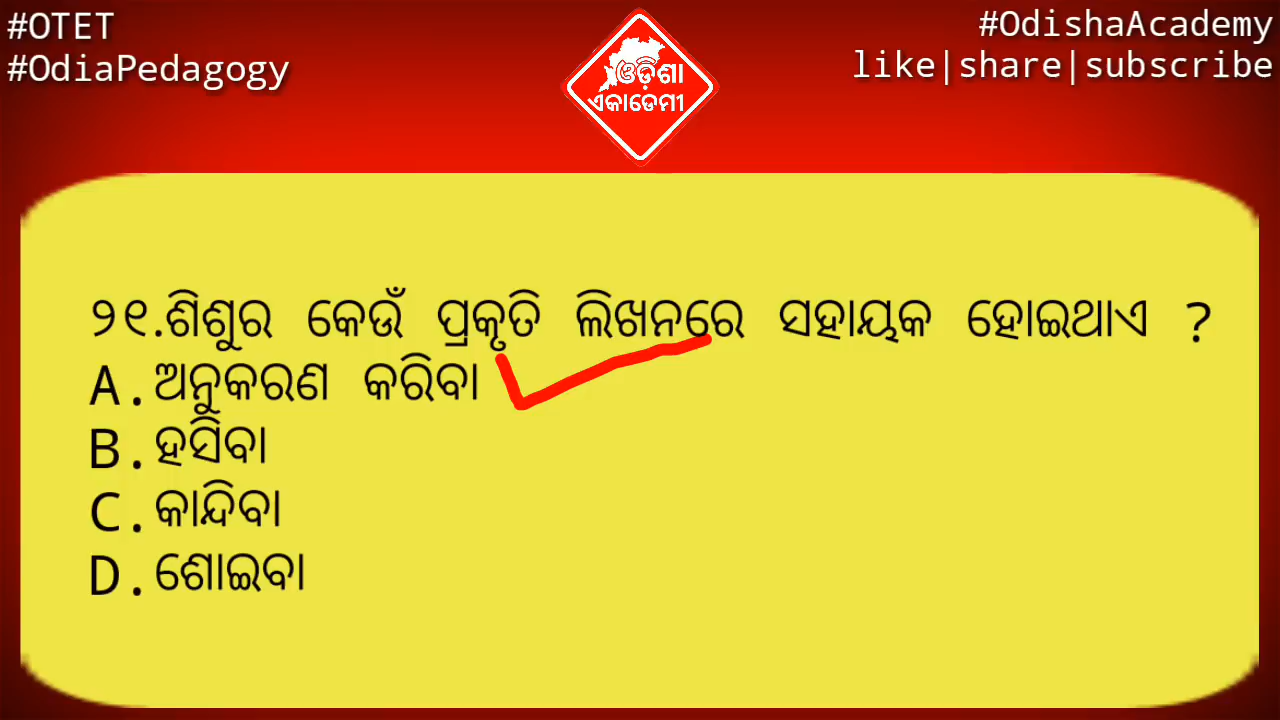 #OTET
#OdiaPedagogy
ଓଡ଼ିଶା
ଏକାଡେମୀ
#OdishaAcademy
like|share|subscribe
୨୧.ଶିଶୁର କେଉଁ ପ୍ରକୃତି ଲିଖନରେ ସହାୟକ ହୋଇଥାଏ ?
A.ଅନୁକରଣ କରିବା
B.ହସିବା
C.କାନ୍ଦିବା
D.ଶୋଇବା